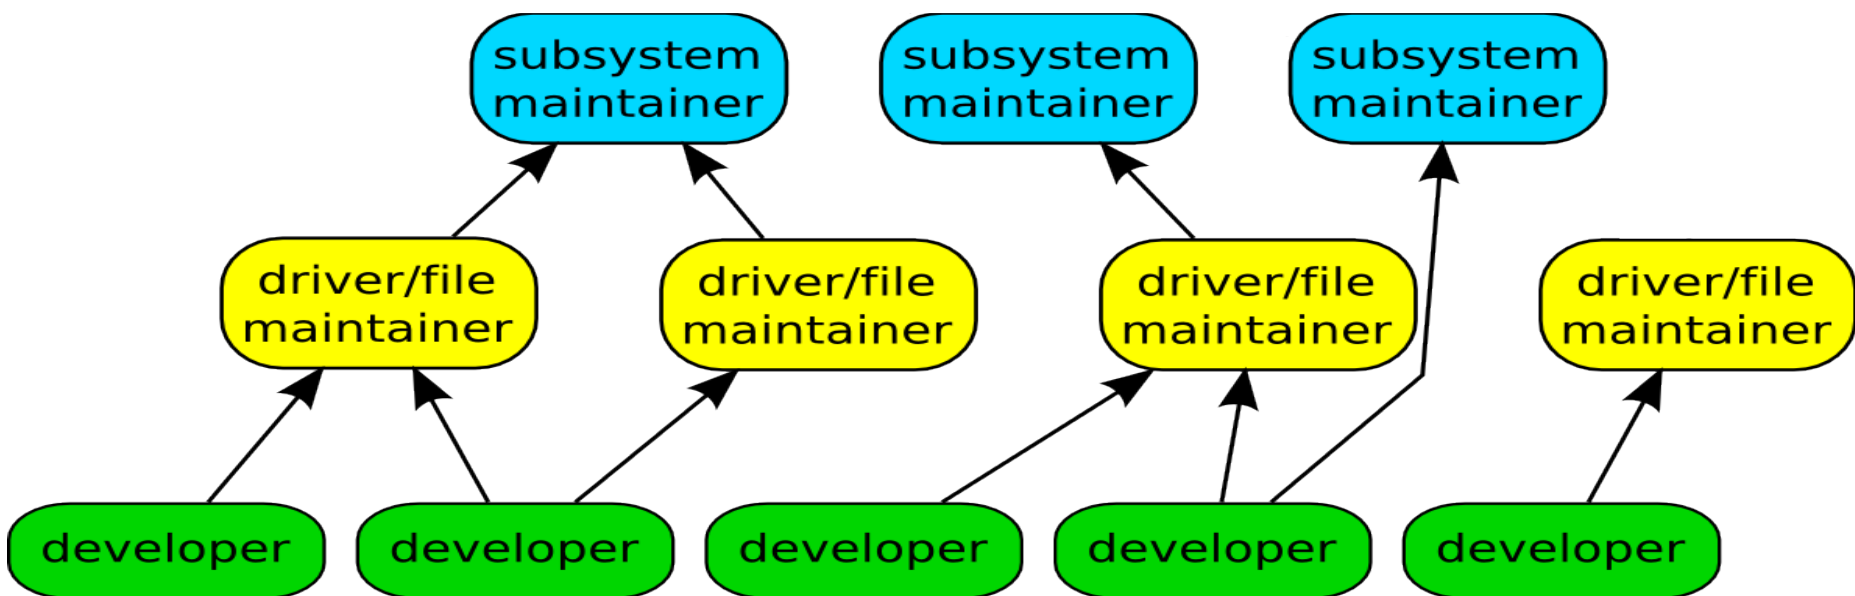 subsystem
maintainer
subsystem
maintainer
subsystem
maintainer
driver/file
maintainer
driver/file
maintainer
driver/file
maintainer
driver/file
maintainer
developer
developer
developer
developer
developer